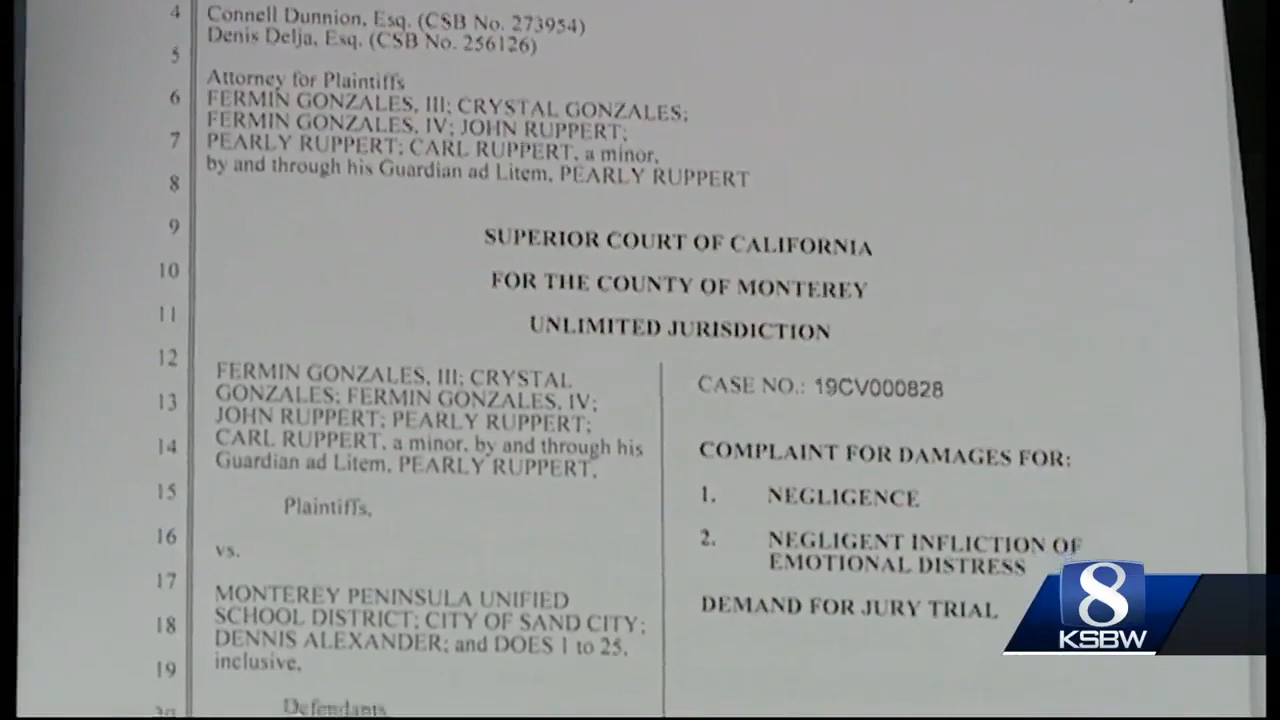 4
Connell Dunnion, Esq. (CSB No. 273954)
Denis Delja, Esq. (CSB No. 256126)
5
Attorney for Plaintiffs
6
FERMIN GONZALES, III; CRYSTAL GONZALES;
FERMIN GONZALES, IV; JOHN RUPPERT;
7
PEARLY RUPPERT; CARL RUPPERT, a minor,
by and through his Guardian ad Litem, PEARLY RUPPERT
8
9
SUPERIOR COURT OF CALIFORNIA
10
FOR THE COUNTY OF MONTEREY
11
UNLIMITED JURISDICTION
12
FERMIN GONZALES, III; CRYSTAL
13
GONZALES; FERMIN GONZALES, IV;
JOHN RUPPERT; PEARLY RUPPERT;
14
CARL RUPPERT, a minor, by and through his
Guardian ad Litem, PEARLY RUPPERT,
15
Plaintiffs,
16
vs.
17
MONTEREY PENINSULA UNIFIED
18
SCHOOL DISTRICT; CITY OF SAND CITY;
DENNIS ALEXANDER; and DOES 1 to 25,
19
inclusive,
Defendants
CASE NO.: 19CV000828
COMPLAINT FOR DAMAGES FOR:
1. NEGLIGENCE
2. NEGLIGENT INFLICTION OF
EMOTIONAL DISTRESS
DEMAND FOR JURY TRIAL
8
KSBW